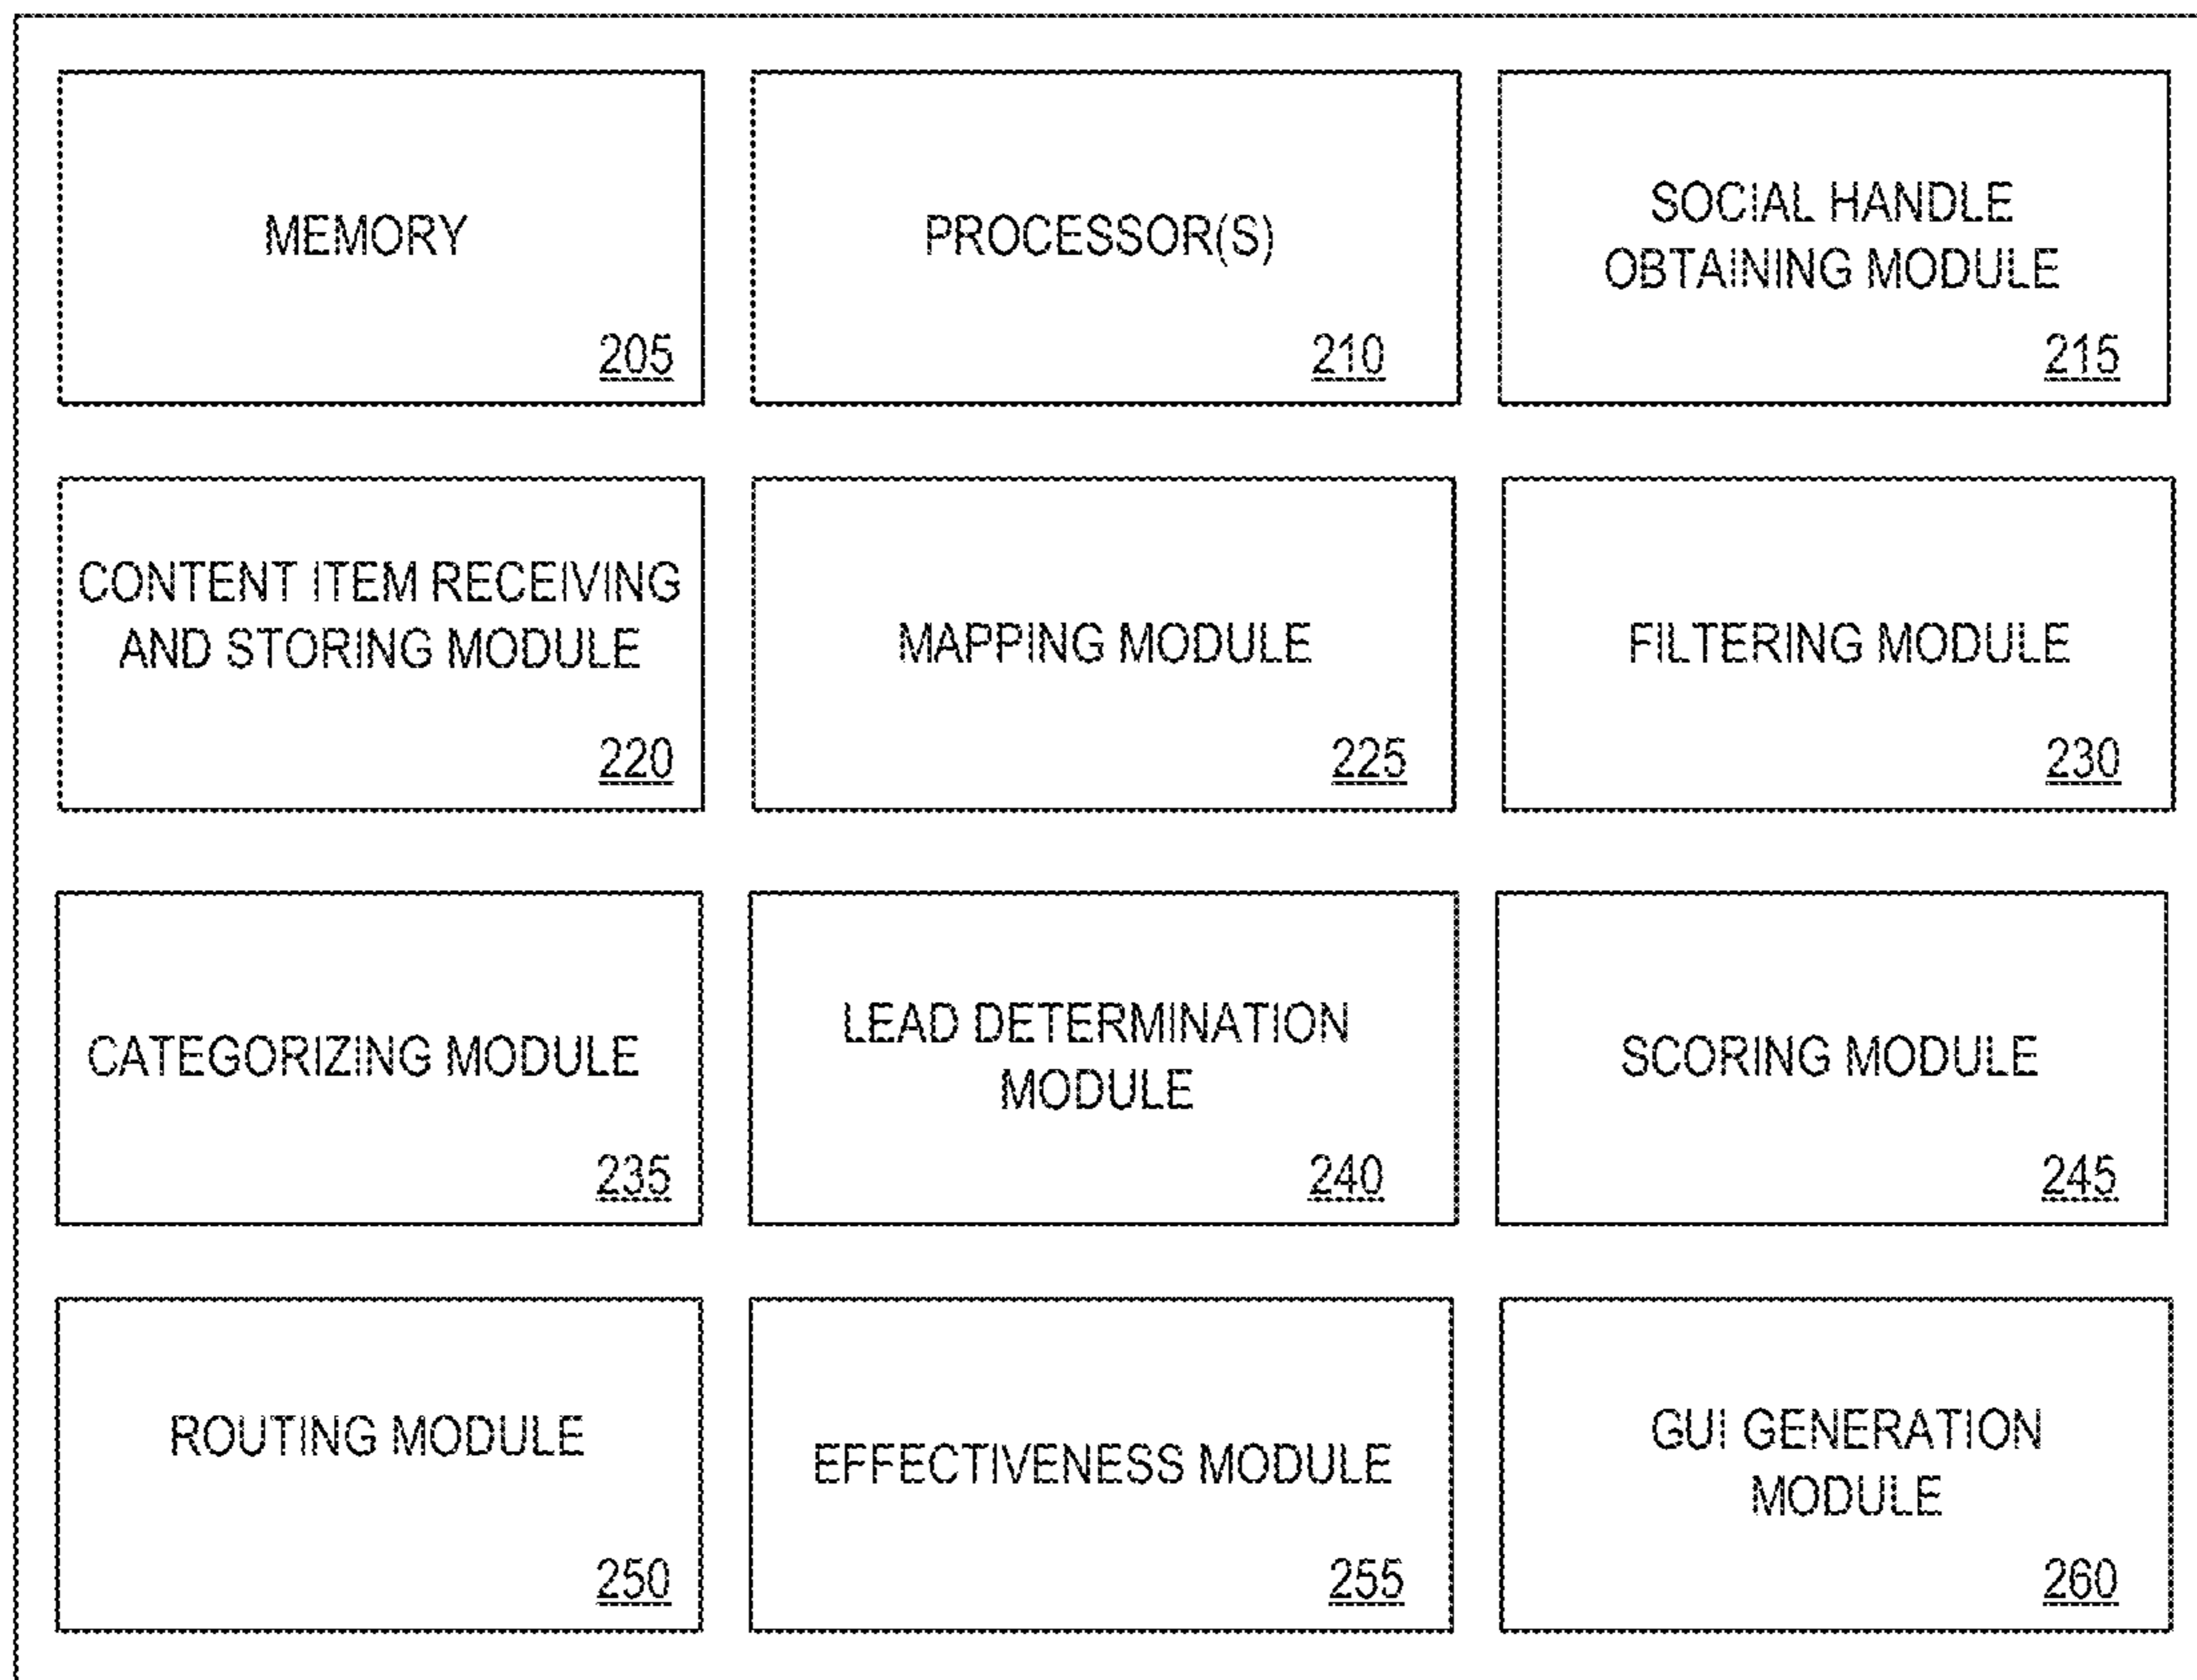 MEMORY
205
PROCESSOR(S)
210
SOCIAL HANDLE
OBTAINING MODULE
215
CONTENT ITEM RECEIVING
AND STORING MODULE
220
MAPPING MODULE
225
FILTERING MODULE
230
CATEGORIZING MODULE
235
LEAD DETERMINATION
MODULE
240
SCORING MODULE
245
ROUTING MODULE
250
EFFECTIVENESS MODULE
255
GUI GENERATION
MODULE
260